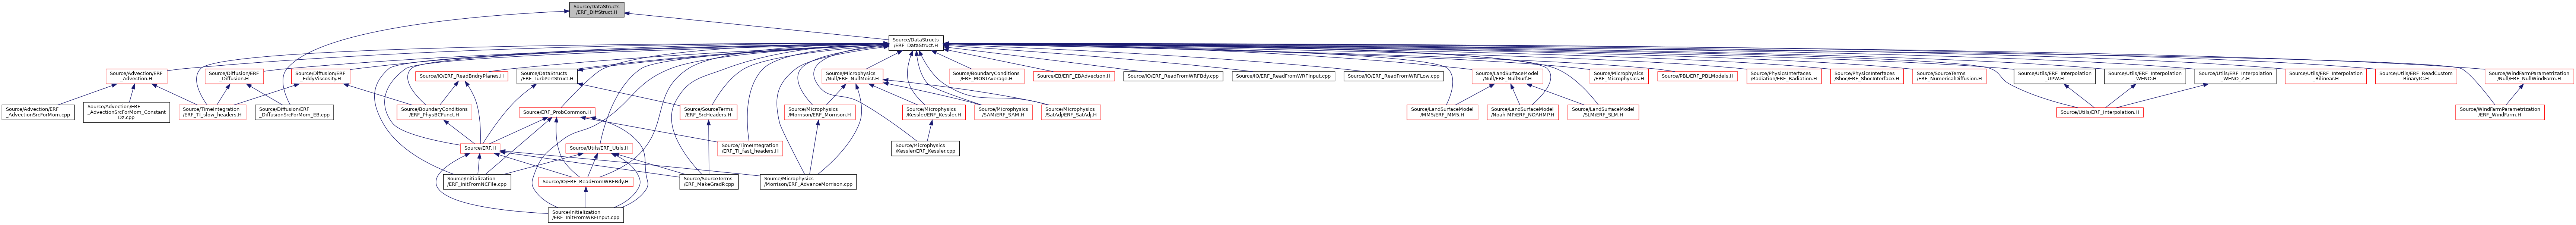 Source/DataStructs
/ERF_DiffStruct.H
Source/DataStructs
/ERF_DataStruct.H
Source/Advection/ERF
_Advection.H
Source/Diffusion/ERF
_Diffusion.H
Source/Diffusion/ERF
_EddyViscosity.H
Source/IO/ERF_ReadBndryPlanes.H
Source/DataStructs
/ERF_TurbPertStruct.H
Source/Microphysics
/Null/ERF_NullMoist.H
Source/BoundaryConditions
/ERF_MOSTAverage.H
Source/EB/ERF_EBAdvection.H
Source/IO/ERF_ReadFromWRFBdy.cpp
Source/IO/ERF_ReadFromWRFInput.cpp
Source/IO/ERF_ReadFromWRFLow.cpp
Source/LandSurfaceModel
/Null/ERF_NullSurf.H
Source/Microphysics
/ERF_Microphysics.H
Source/PBL/ERF_PBLModels.H
Source/PhysicsInterfaces
/Radiation/ERF_Radiation.H
Source/PhysicsInterfaces
/Shoc/ERF_ShocInterface.H
Source/SourceTerms
/ERF_NumericalDiffusion.H
Source/Utils/ERF_Interpolation
_UPW.H
Source/Utils/ERF_Interpolation
_WENO.H
Source/Utils/ERF_Interpolation
_WENO_Z.H
Source/Utils/ERF_Interpolation
_Bilinear.H
Source/Utils/ERF_ReadCustom
BinaryIC.H
Source/WindFarmParametrization
/Null/ERF_NullWindFarm.H
Source/Advection/ERF
_AdvectionSrcForMom.cpp
Source/Advection/ERF
_AdvectionSrcForMom_Constant
Dz.cpp
Source/TimeIntegration
/ERF_TI_slow_headers.H
Source/Diffusion/ERF
_DiffusionSrcForMom_EB.cpp
Source/BoundaryConditions
/ERF_PhysBCFunct.H
Source/ERF_ProbCommon.H
Source/SourceTerms
/ERF_SrcHeaders.H
Source/Microphysics
/Morrison/ERF_Morrison.H
Source/Microphysics
/Kessler/ERF_Kessler.H
Source/Microphysics
/SAM/ERF_SAM.H
Source/Microphysics
/SatAdj/ERF_SatAdj.H
Source/LandSurfaceModel
/MM5/ERF_MM5.H
Source/LandSurfaceModel
/Noah-MP/ERF_NOAHMP.H
Source/LandSurfaceModel
/SLM/ERF_SLM.H
Source/Utils/ERF_Interpolation.H
Source/WindFarmParametrization
/ERF_WindFarm.H
Source/ERF.H
Source/Utils/ERF_Utils.H
Source/TimeIntegration
/ERF_TI_fast_headers.H
Source/Microphysics
/Kessler/ERF_Kessler.cpp
Source/Initialization
/ERF_InitFromNCFile.cpp
Source/IO/ERF_ReadFromWRFBdy.H
Source/SourceTerms
/ERF_MakeGradP.cpp
Source/Microphysics
/Morrison/ERF_AdvanceMorrison.cpp
Source/Initialization
/ERF_InitFromWRFInput.cpp